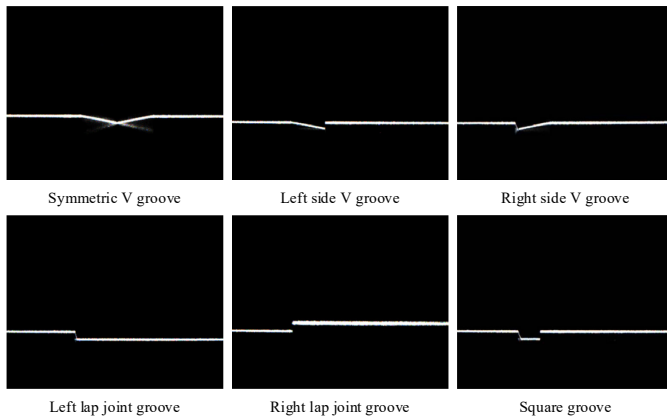 Symmetric V groove
Left side V groove
Right side V groove
Left lap joint groove
Right lap joint groove
Square groove